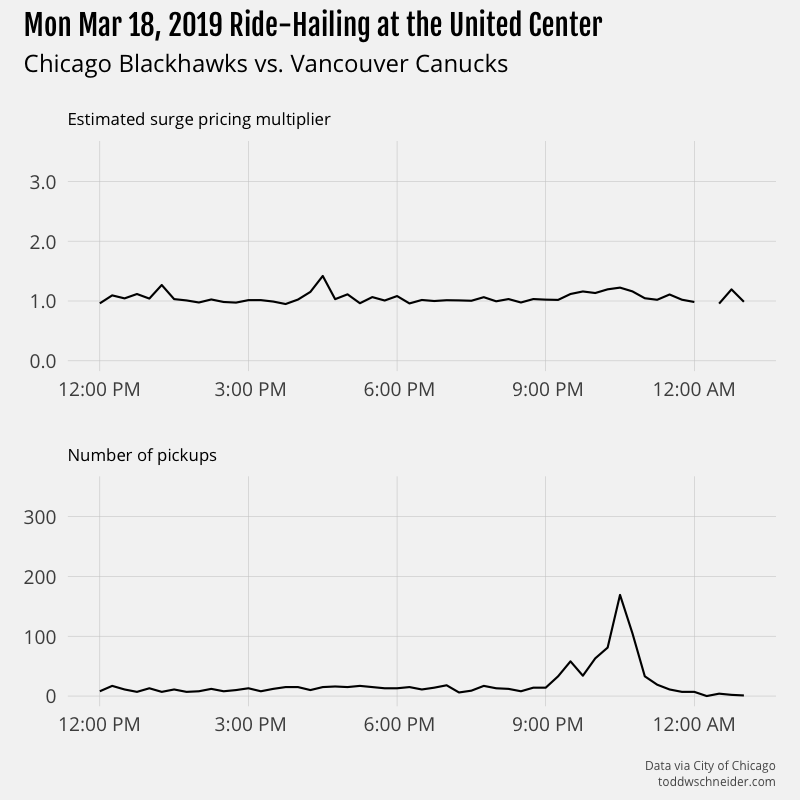 Mon Mar 18, 2019 Ride-Hailing at the United Center
Chicago Blackhawks vs. Vancouver Canucks
Estimated surge pricing multiplier
3.0
2.0
1.0
0.0
12:00 PM 3:00 PM 6:00 PM 9:00 PM 12:00 AM
Number of pickups
300
200
100
0
12:00 PM 3:00 PM 6:00 PM 9:00 PM 12:00 AM
Data via City of Chicago
toddwschneider.com